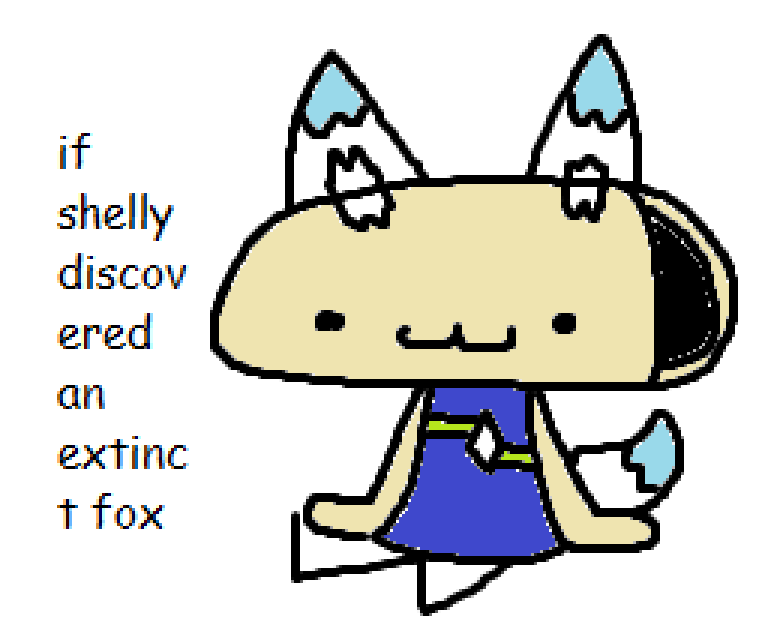 if
shelly
discov
ered
an
extinc
t fox